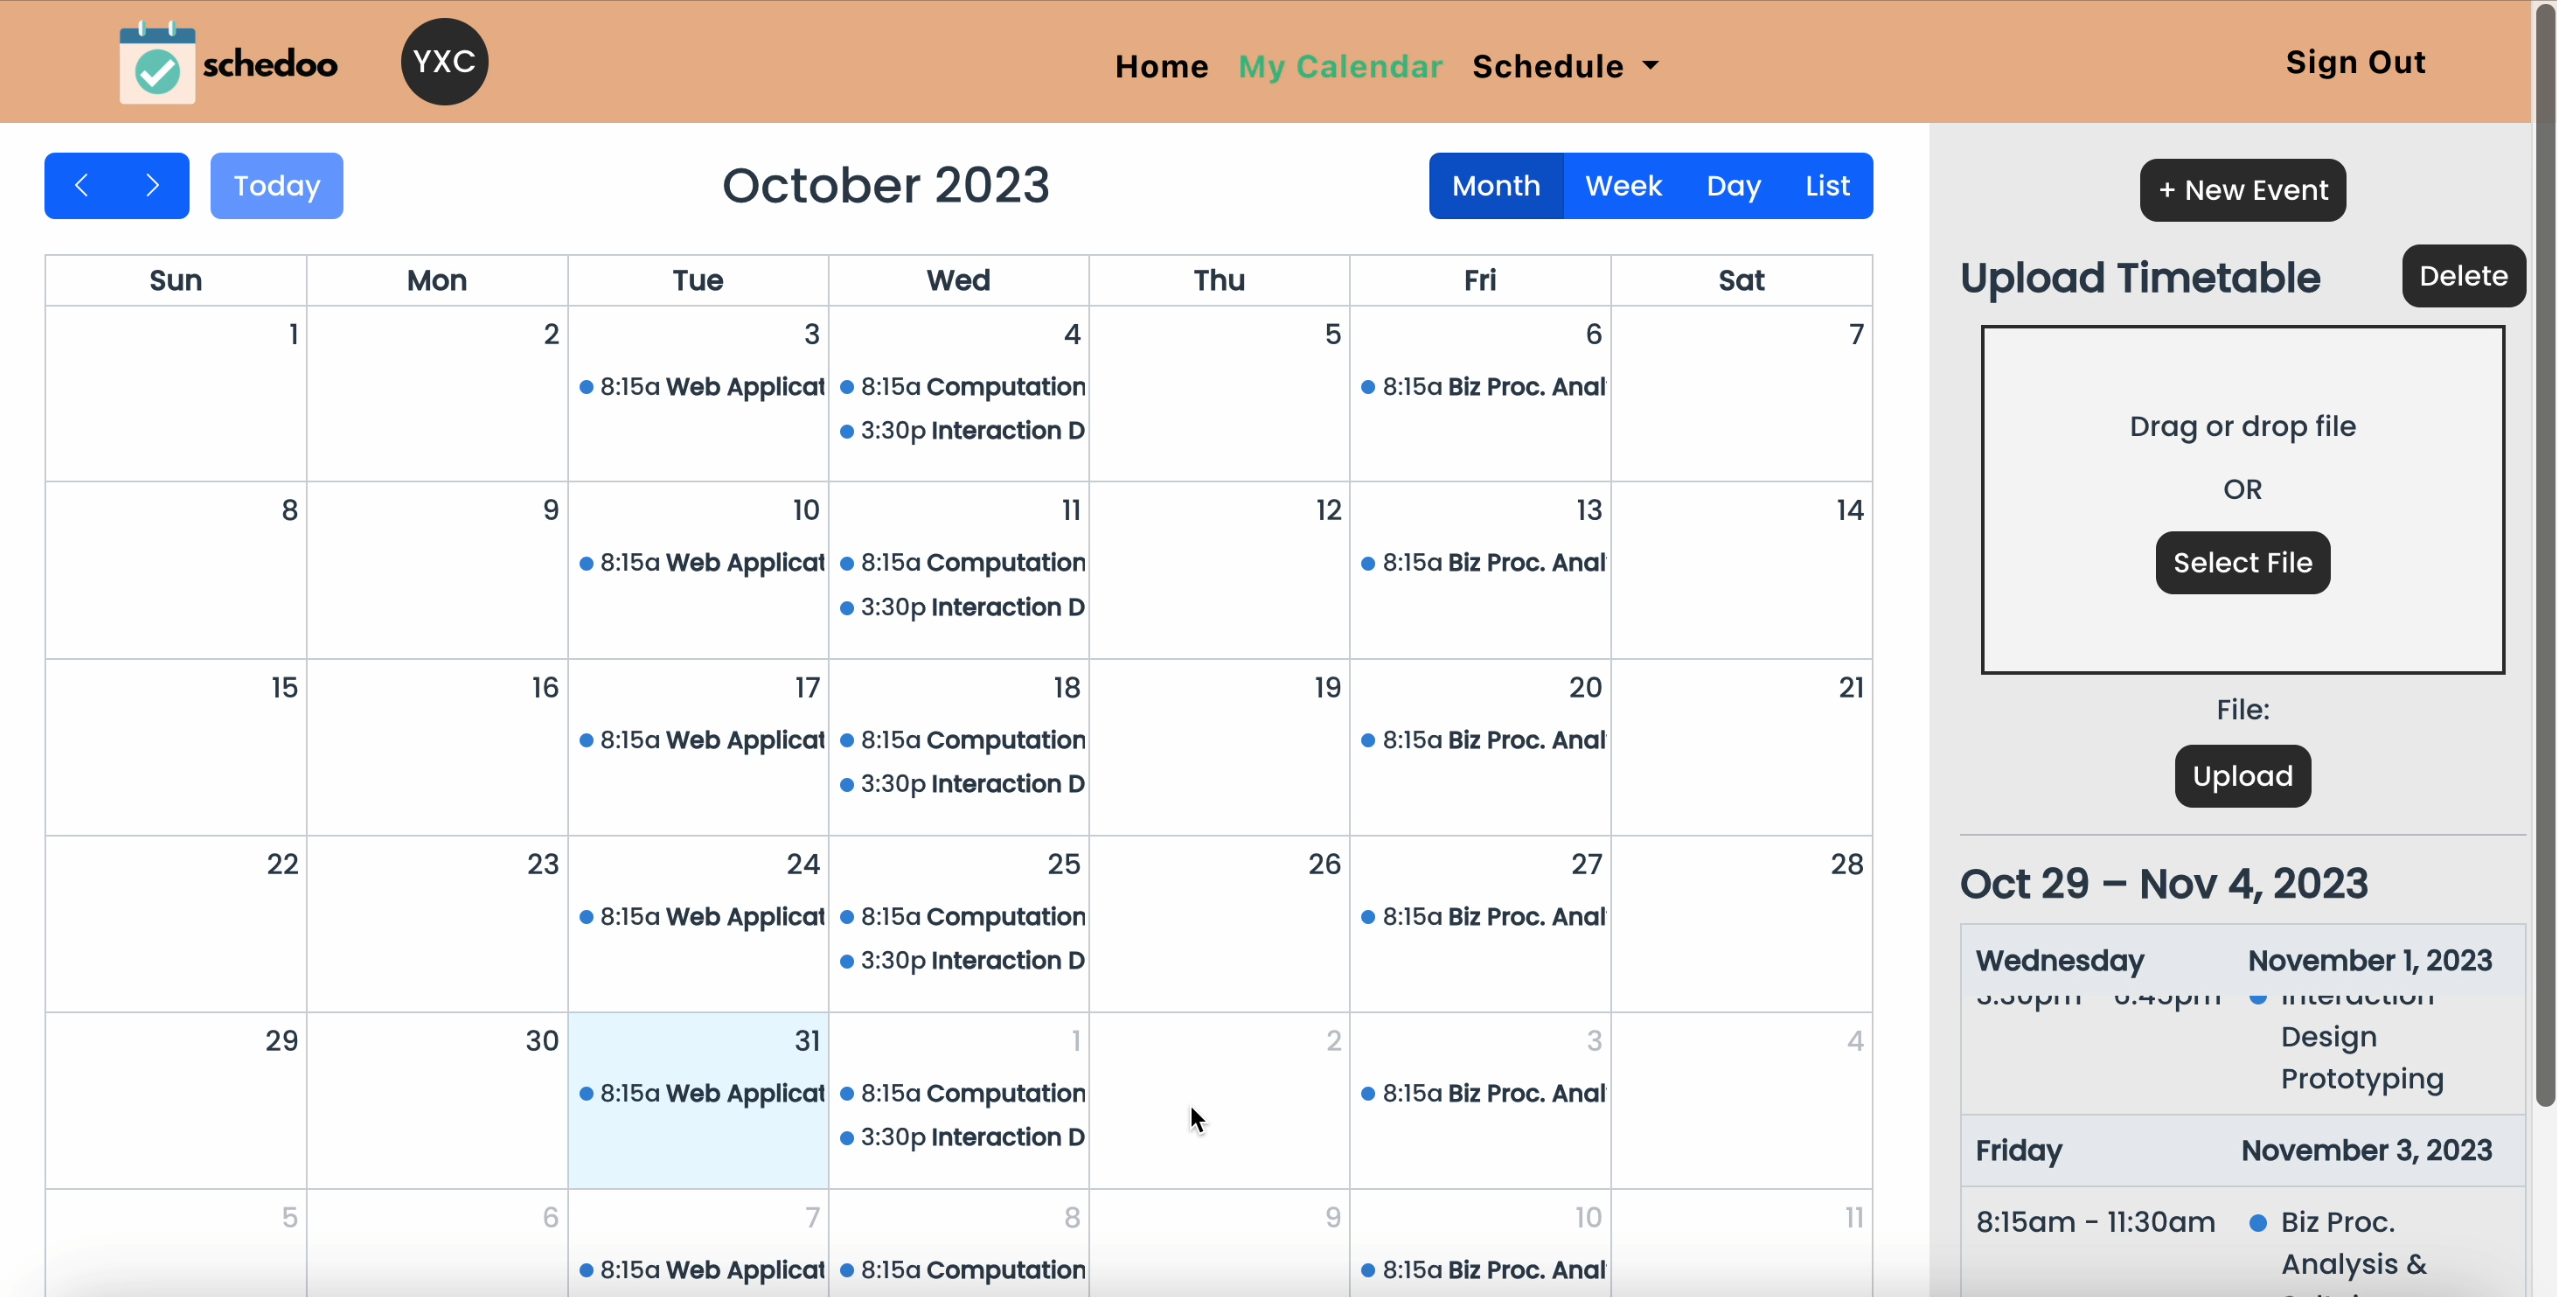 schedoo
YXC
Home My Calendar Schedule
Sign Out
Today
October 2023
Month Week Day List
Sun Mon Tue Wed Thu Fri Sat
1 2 3 4 5 6 7
8:15a Web Applicat 8:15a Computation 8:15a Biz Proc. Anal
3:30p Interaction D
8 9 10 11 12 13 14
8:15a Web Applicat 8:15a Computation 8:15a Biz Proc. Anal
3:30p Interaction D
15 16 17 18 19 20 21
8:15a Web Applicat 8:15a Computation 8:15a Biz Proc. Anal
3:30p Interaction D
22 23 24 25 26 27 28
8:15a Web Applicat 8:15a Computation 8:15a Biz Proc. Anal
3:30p Interaction D
29 30 31 1 2 3 4
8:15a Web Applicat 8:15a Computation 8:15a Biz Proc. Anal
3:30p Interaction D
5 6 7 8 9 10 11
8:15a Web Applicat 8:15a Computation 8:15a Biz Proc. Anal
+ New Event
Upload Timetable Delete
Drag or drop file
OR
Select File
File:
Upload
Oct 29 – Nov 4, 2023
Wednesday November 1, 2023
Interaction
Design
Prototyping
Friday November 3, 2023
8:15am - 11:30am Biz Proc.
Analysis &